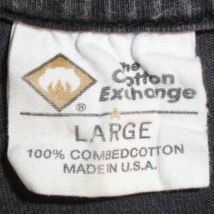 The
Cotton
Exchange
®
LARGE
100% COMBEDCOTTON
MADE IN U.S.A.